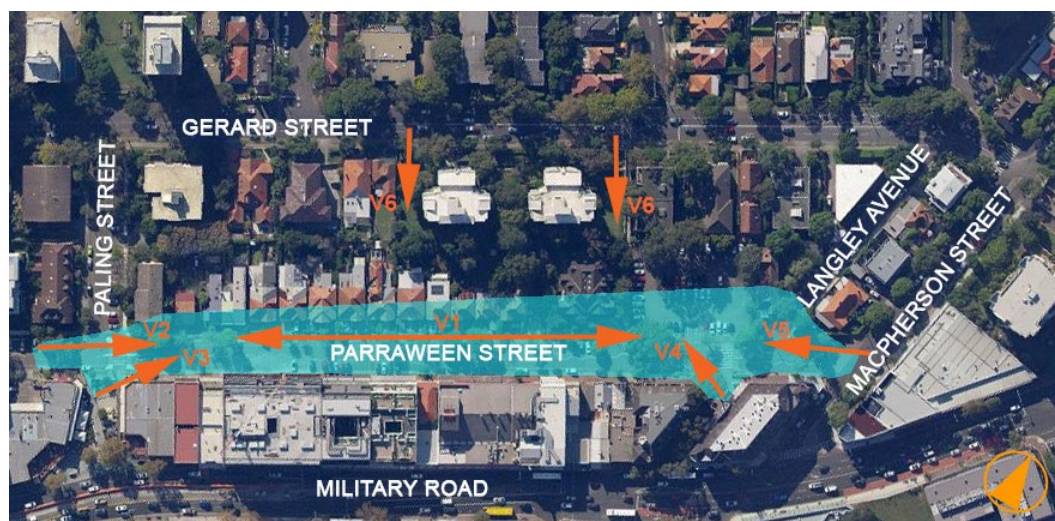 GERARD STREET
PALING STREET
V6
V6
LANGLEY AVENUE
MACPHERSON STREET
V2
V1
V5
V3
PARRAWEEN STREET
V4
MILITARY ROAD